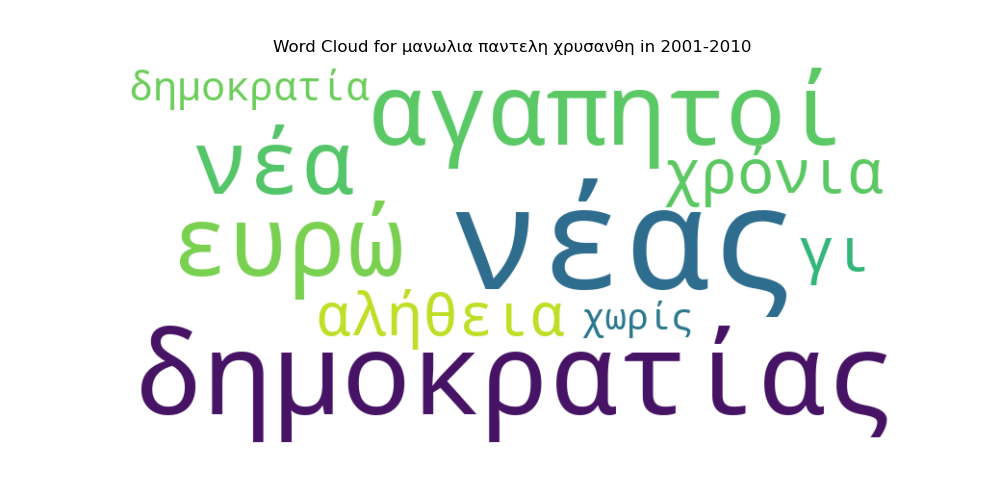 Word Cloud for μανωλια παντελη χρυσανθη in 2001-2010
δημοκρατία
αγαπητοί
νέα
χρόνια
ευρώ
νέας
γι
αλήθεια
χωρίς
δημοκρατίας